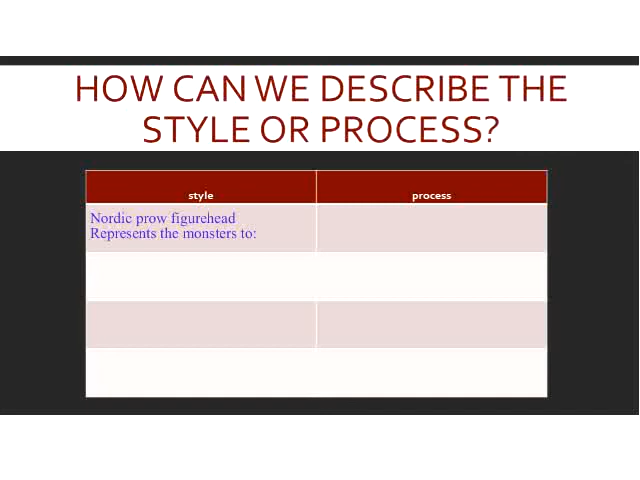 HOW CAN WE DESCRIBE THE
STYLE OR PROCESS?
style
process
Nordic prow figurehead
Represents the monsters to: